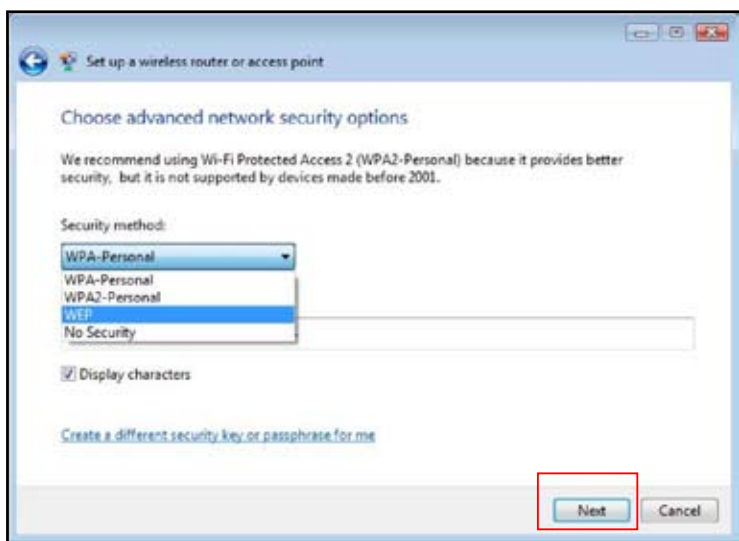 Set up a wireless router or access point
Choose advanced network security options
We recommend using Wi-Fi Protected Access 2 (WPA2-Personal) because it provides better
security, but it is not supported by devices made before 2001.
Security method:
WPA-Personal
WPA-Personal
WPA2-Personal
WEP
No Security
Display characters
Create a different security key or passphrase for me
Next
Cancel